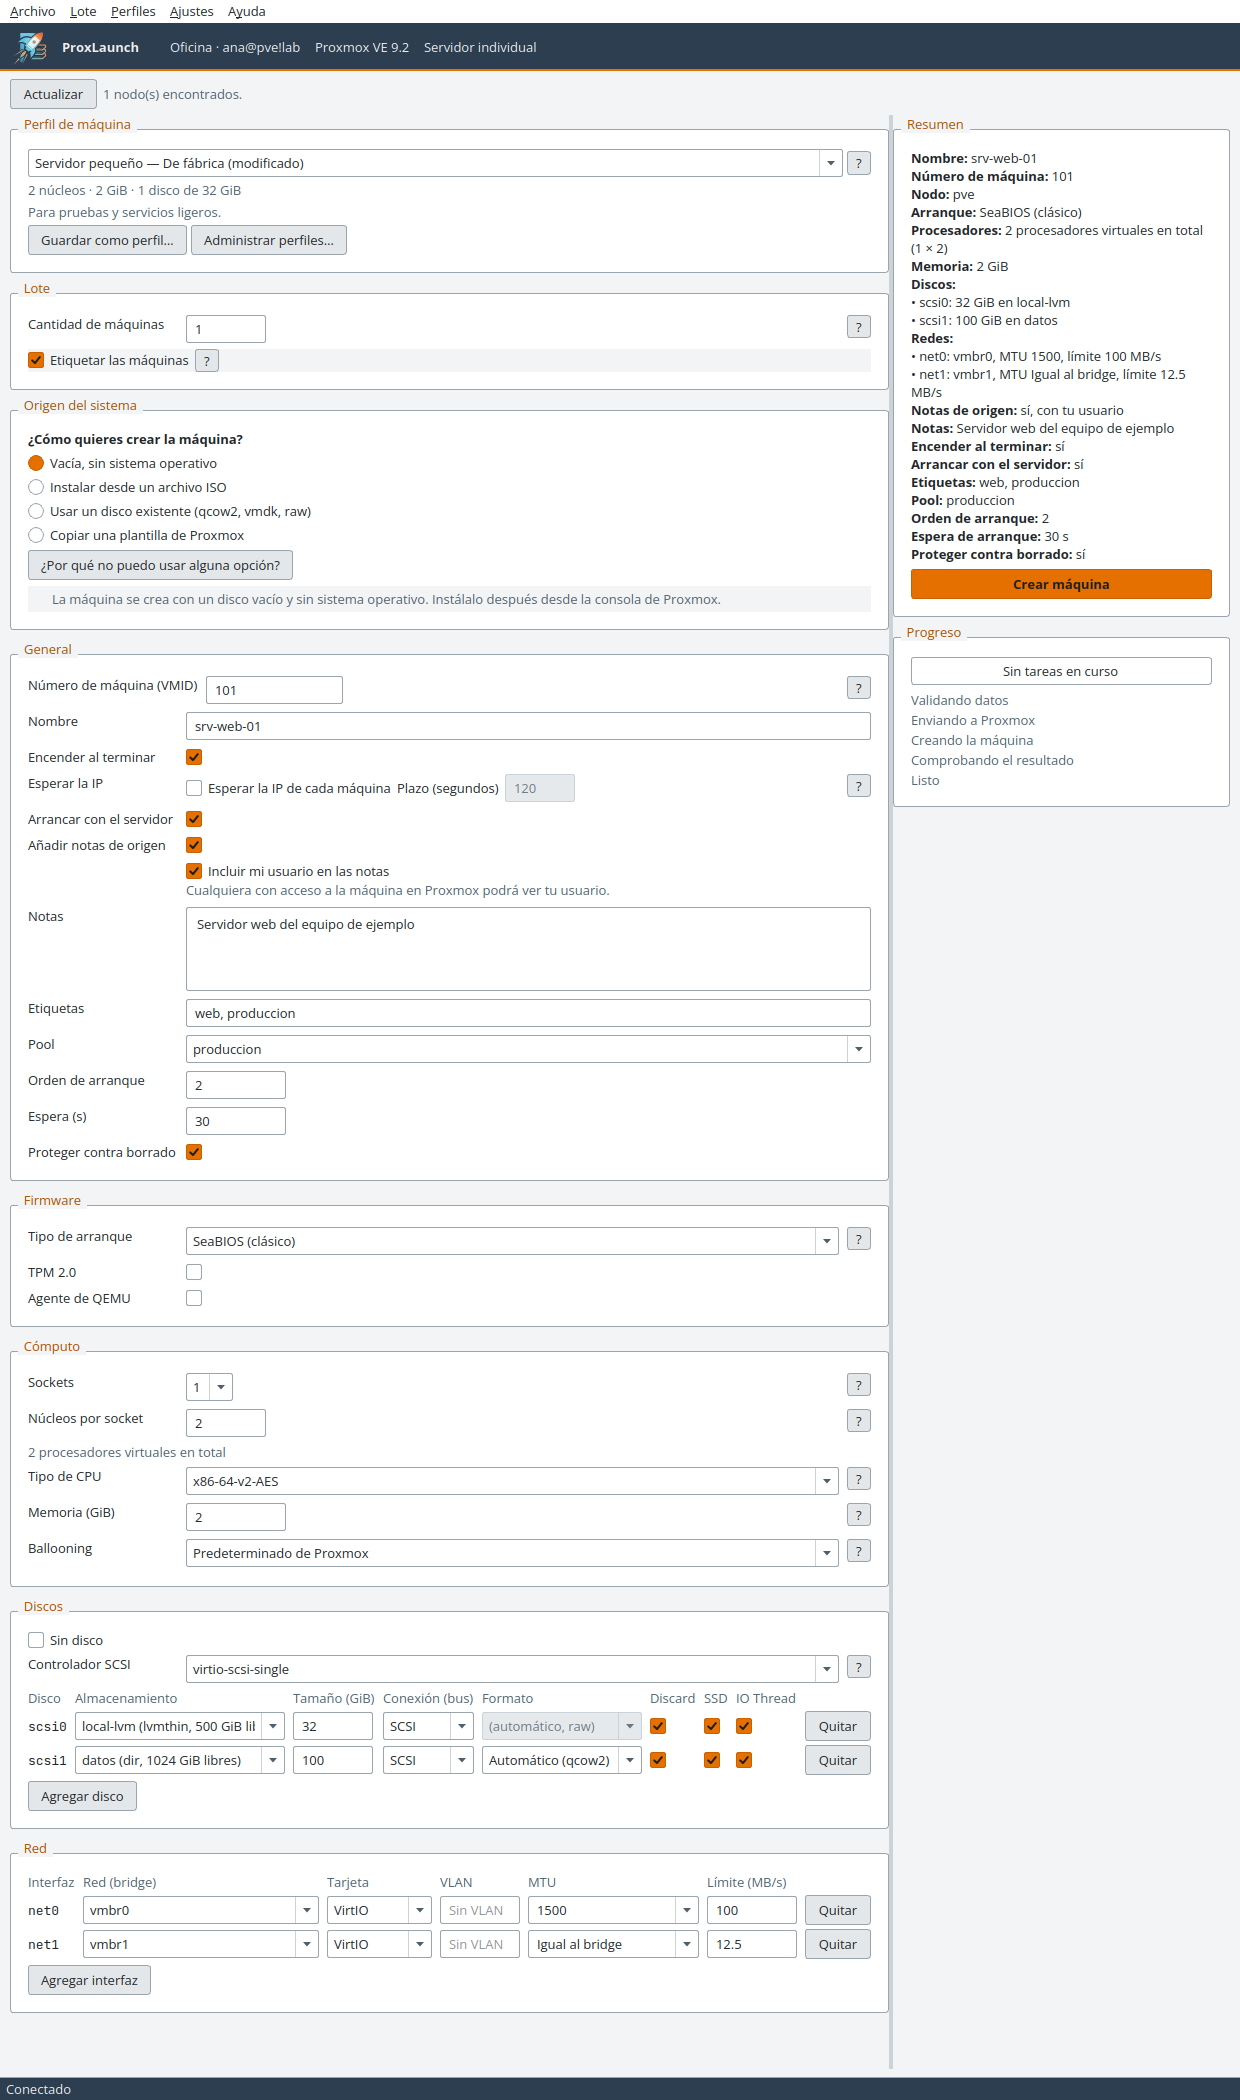 Archivo Lote Perfiles Ajustes Ayuda
ProxLaunch Oficina · ana@pve!lab Proxmox VE 9.2 Servidor individual
Actualizar 1 nodo(s) encontrados.
Perfil de máquina
Servidor pequeño — De fábrica (modificado) ?
2 núcleos · 2 GiB · 1 disco de 32 GiB
Para pruebas y servicios ligeros.
Guardar como perfil... Administrar perfiles...
Lote
Cantidad de máquinas 1 ?
Etiquetar las máquinas ?
Origen del sistema
¿Cómo quieres crear la máquina?
Vacía, sin sistema operativo
Instalar desde un archivo ISO
Usar un disco existente (qcow2, vmdk, raw)
Copiar una plantilla de Proxmox
¿Por qué no puedo usar alguna opción?
La máquina se crea con un disco vacío y sin sistema operativo. Instálalo después desde la consola de Proxmox.
General
Número de máquina (VMID) 101 ?
Nombre srv-web-01
Encender al terminar
Esperar la IP Esperar la IP de cada máquina Plazo (segundos) 120 ?
Arrancar con el servidor
Añadir notas de origen
Incluir mi usuario en las notas
Cualquiera con acceso a la máquina en Proxmox podrá ver tu usuario.
Notas Servidor web del equipo de ejemplo
Etiquetas web, produccion
Pool produccion
Orden de arranque 2
Espera (s) 30
Proteger contra borrado
Firmware
Tipo de arranque SeaBIOS (clásico) ?
TPM 2.0
Agente de QEMU
Cómputo
Sockets 1 ?
Núcleos por socket 2 ?
2 procesadores virtuales en total
Tipo de CPU x86-64-v2-AES ?
Memoria (GiB) 2 ?
Ballooning Predeterminado de Proxmox ?
Discos
Sin disco
Controlador SCSI virtio-scsi-single ?
Disco Almacenamiento Tamaño (GiB) Conexión (bus) Formato Discard SSD IO Thread
scsi0 local-lvm (lvmthin, 500 GiB lib 32 SCSI (automático, raw) Quitar
scsi1 datos (dir, 1024 GiB libres) 100 SCSI Automático (qcow2) Quitar
Agregar disco
Red
Interfaz Red (bridge) Tarjeta VLAN MTU Límite (MB/s)
net0 vmbr0 VirtIO Sin VLAN 1500 100 Quitar
net1 vmbr1 VirtIO Sin VLAN Igual al bridge 12.5 Quitar
Agregar interfaz
Resumen
Nombre: srv-web-01
Número de máquina: 101
Nodo: pve
Arranque: SeaBIOS (clásico)
Procesadores: 2 procesadores virtuales en total
(1 × 2)
Memoria: 2 GiB
Discos:
• scsi0: 32 GiB en local-lvm
• scsi1: 100 GiB en datos
Redes:
• net0: vmbr0, MTU 1500, límite 100 MB/s
• net1: vmbr1, MTU Igual al bridge, límite 12.5
MB/s
Notas de origen: sí, con tu usuario
Notas: Servidor web del equipo de ejemplo
Encender al terminar: sí
Arrancar con el servidor: sí
Etiquetas: web, produccion
Pool: produccion
Orden de arranque: 2
Espera de arranque: 30 s
Proteger contra borrado: sí
Crear máquina
Progreso
Sin tareas en curso
Validando datos
Enviando a Proxmox
Creando la máquina
Comprobando el resultado
Listo
Conectado